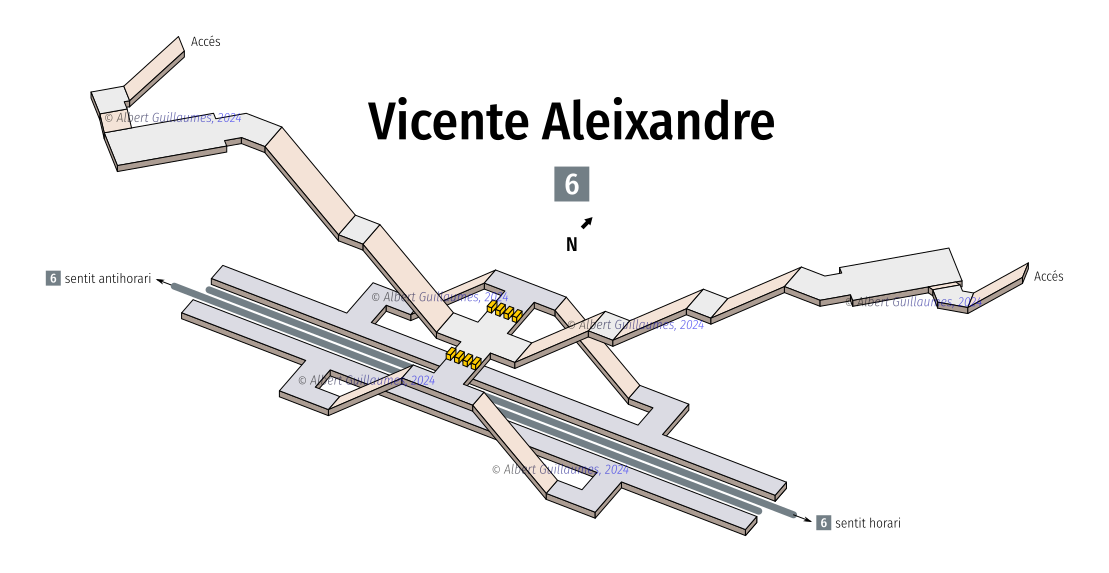 Accés
© Albert Guillaumes, 2024
Vicente Aleixandre
6
N
6 sentit antihorari
Accés
© Albert Guillaumes, 2024
© Albert Guillaumes, 2024
© Albert Guillaumes, 2024
© Albert Guillaumes, 2024
© Albert Guillaumes, 2024
6 sentit horari